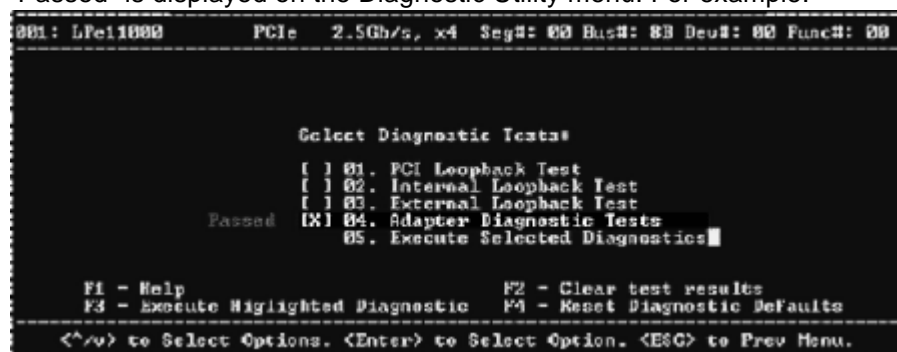 "Passed" is displayed on the Diagnostic Utility menu. For example:
001: LPe11000 PCIe 2.5Gb/s, x4 Seg#: 00 Bus#: 8B Dev#: 00 Func#: 00
Select Diagnostic Tests:
[ ] 01. PCI Loopback Test
[ ] 02. Internal Loopback Test
[ ] 03. External Loopback Test
Passed [X] 04. Adapter Diagnostic Tests
05. Execute Selected Diagnostics
F1 - Help F2 - Clear test results
F3 - Execute Higlighted Diagnostic F4 - Reset Diagnostic Defaults
<^/v> to Select Options. <Enter> to Select Option. <ESC> to Prev Menu.